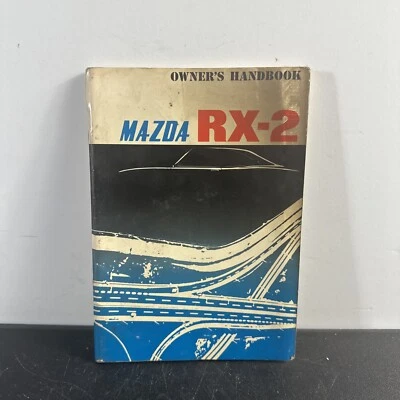 OWNER'S HANDBOOK
MAZDA RX-2